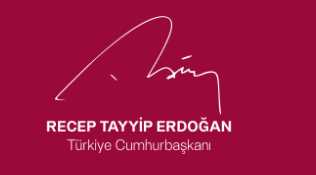 RECEP TAYYİP ERDOĞAN
Türkiye Cumhurbaşkanı